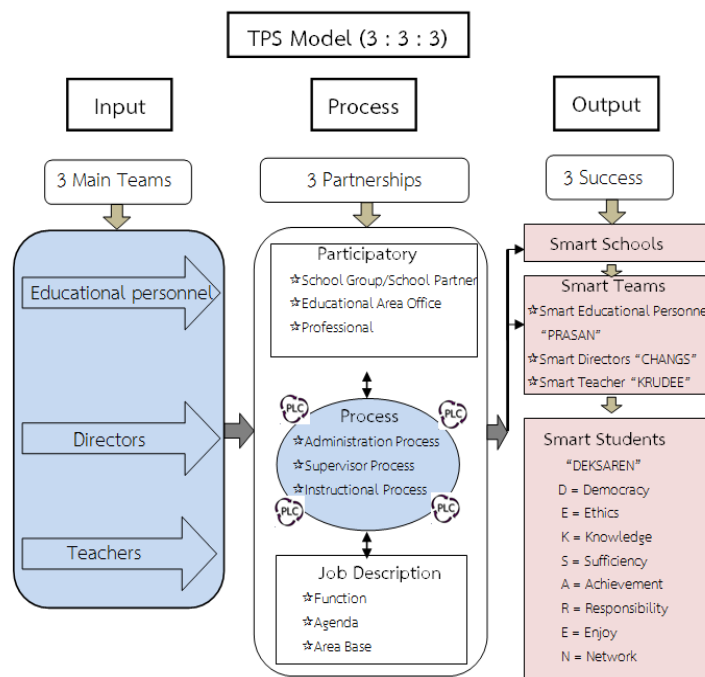 TPS Model (3 : 3 : 3)
Input
Process
Output
3 Main Teams
3 Partnerships
3 Success
Educational personnel
Directors
Teachers
Participatory
☆School Group/School Partner
☆Educational Area Office
☆Professional
PLC
PLC
Process
☆Administration Process
☆Supervisor Process
☆Instructional Process
PLC
PLC
Job Description
☆Function
☆Agenda
☆Area Base
Smart Schools
Smart Teams
☆Smart Educational Personne
"PRASAN"
☆Smart Directors "CHANGS"
☆Smart Teacher "KRUDEE"
Smart Students
"DEKSAREN"
D = Democracy
E = Ethics
K = Knowledge
S = Sufficiency
A = Achievement
R = Responsibility
E = Enjoy
N = Network